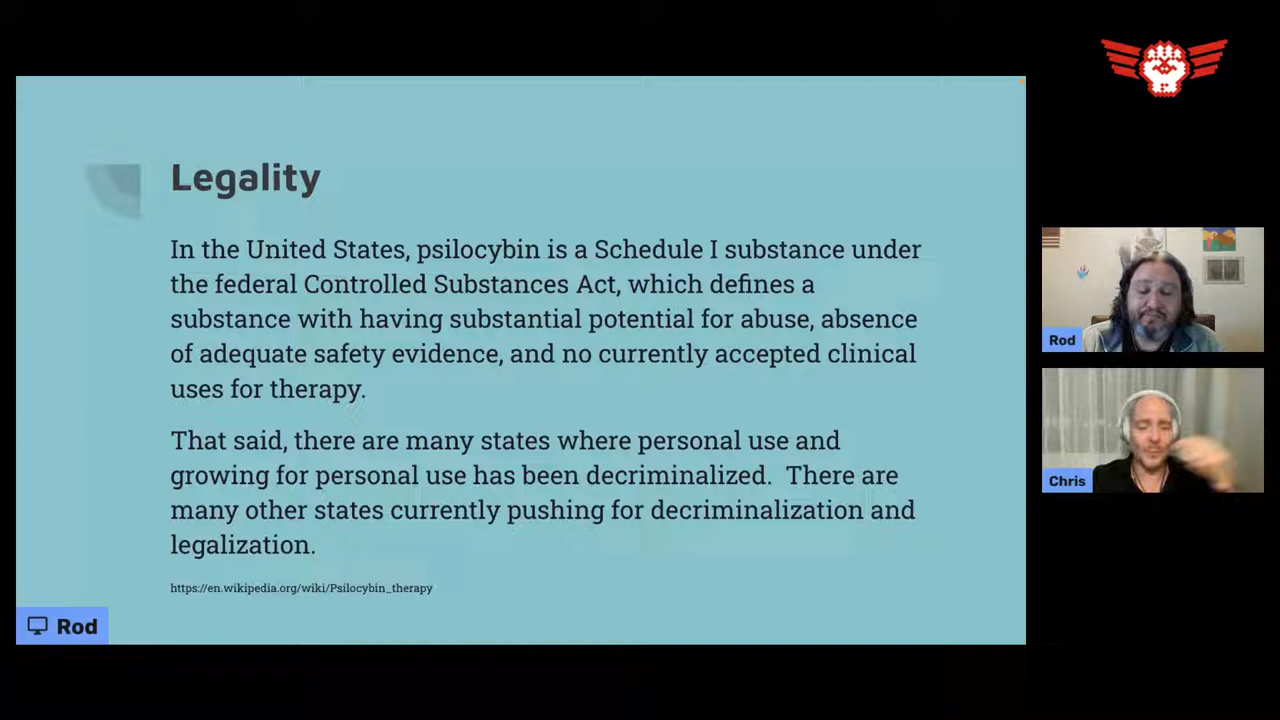 Legality
In the United States, psilocybin is a Schedule I substance under
the federal Controlled Substances Act, which defines a
substance with having substantial potential for abuse, absence
of adequate safety evidence, and no currently accepted clinical
uses for therapy.
That said, there are many states where personal use and
growing for personal use has been decriminalized.  There are
many other states currently pushing for decriminalization and
legalization.
https://en.wikipedia.org/wiki/Psilocybin_therapy
Rod
Rod
Chris